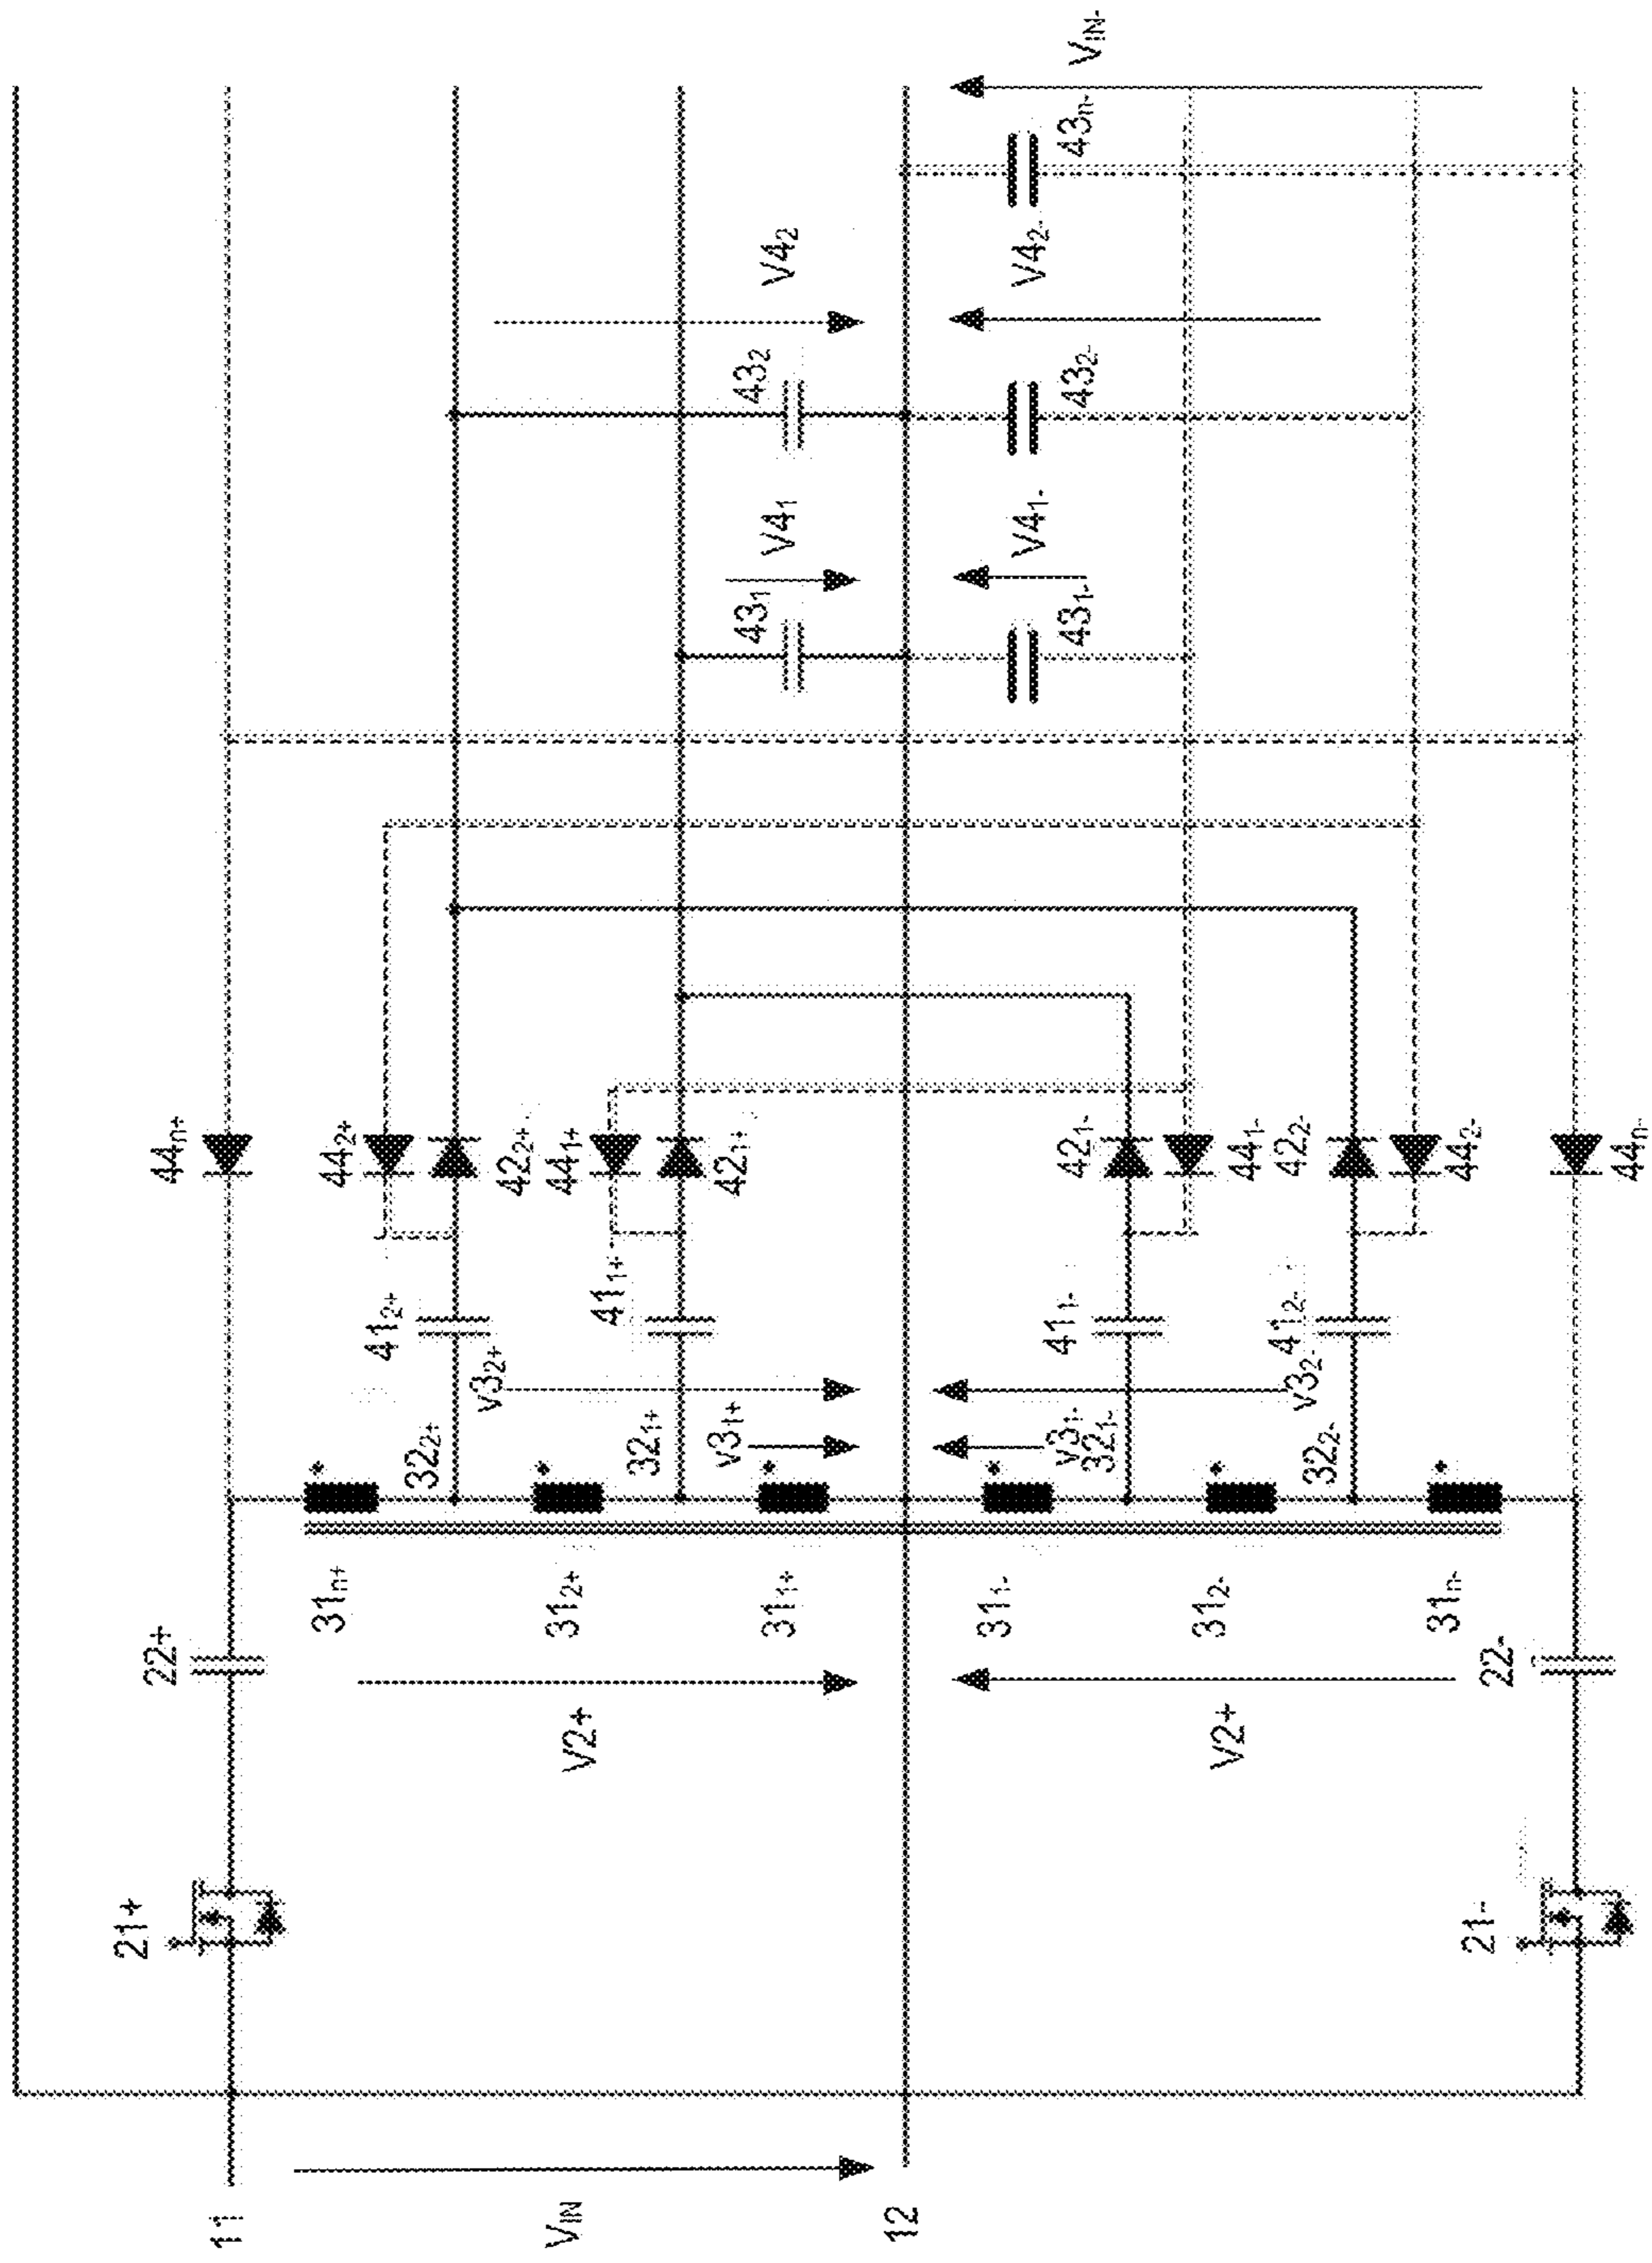 V_IN-
43_n-
V4_2
V4_2-
43_2
43_2-
V4_1
V4_1-
43_1
43_1-
44_n+
44_2+
42_2+
44_1+
42_1+
42_1-
44_1-
42_2-
44_2-
44_n-
41_2+
41_1+
41_1-
41_2-
v3_2+
v3_1+
v3_1-
v3_2-
32_2+
32_1+
32_1-
32_2-
31_n+
31_2+
31_1+
31_1-
31_2-
31_n-
22+
22-
V2+
V2+
21+
21-
11
V_IN
12